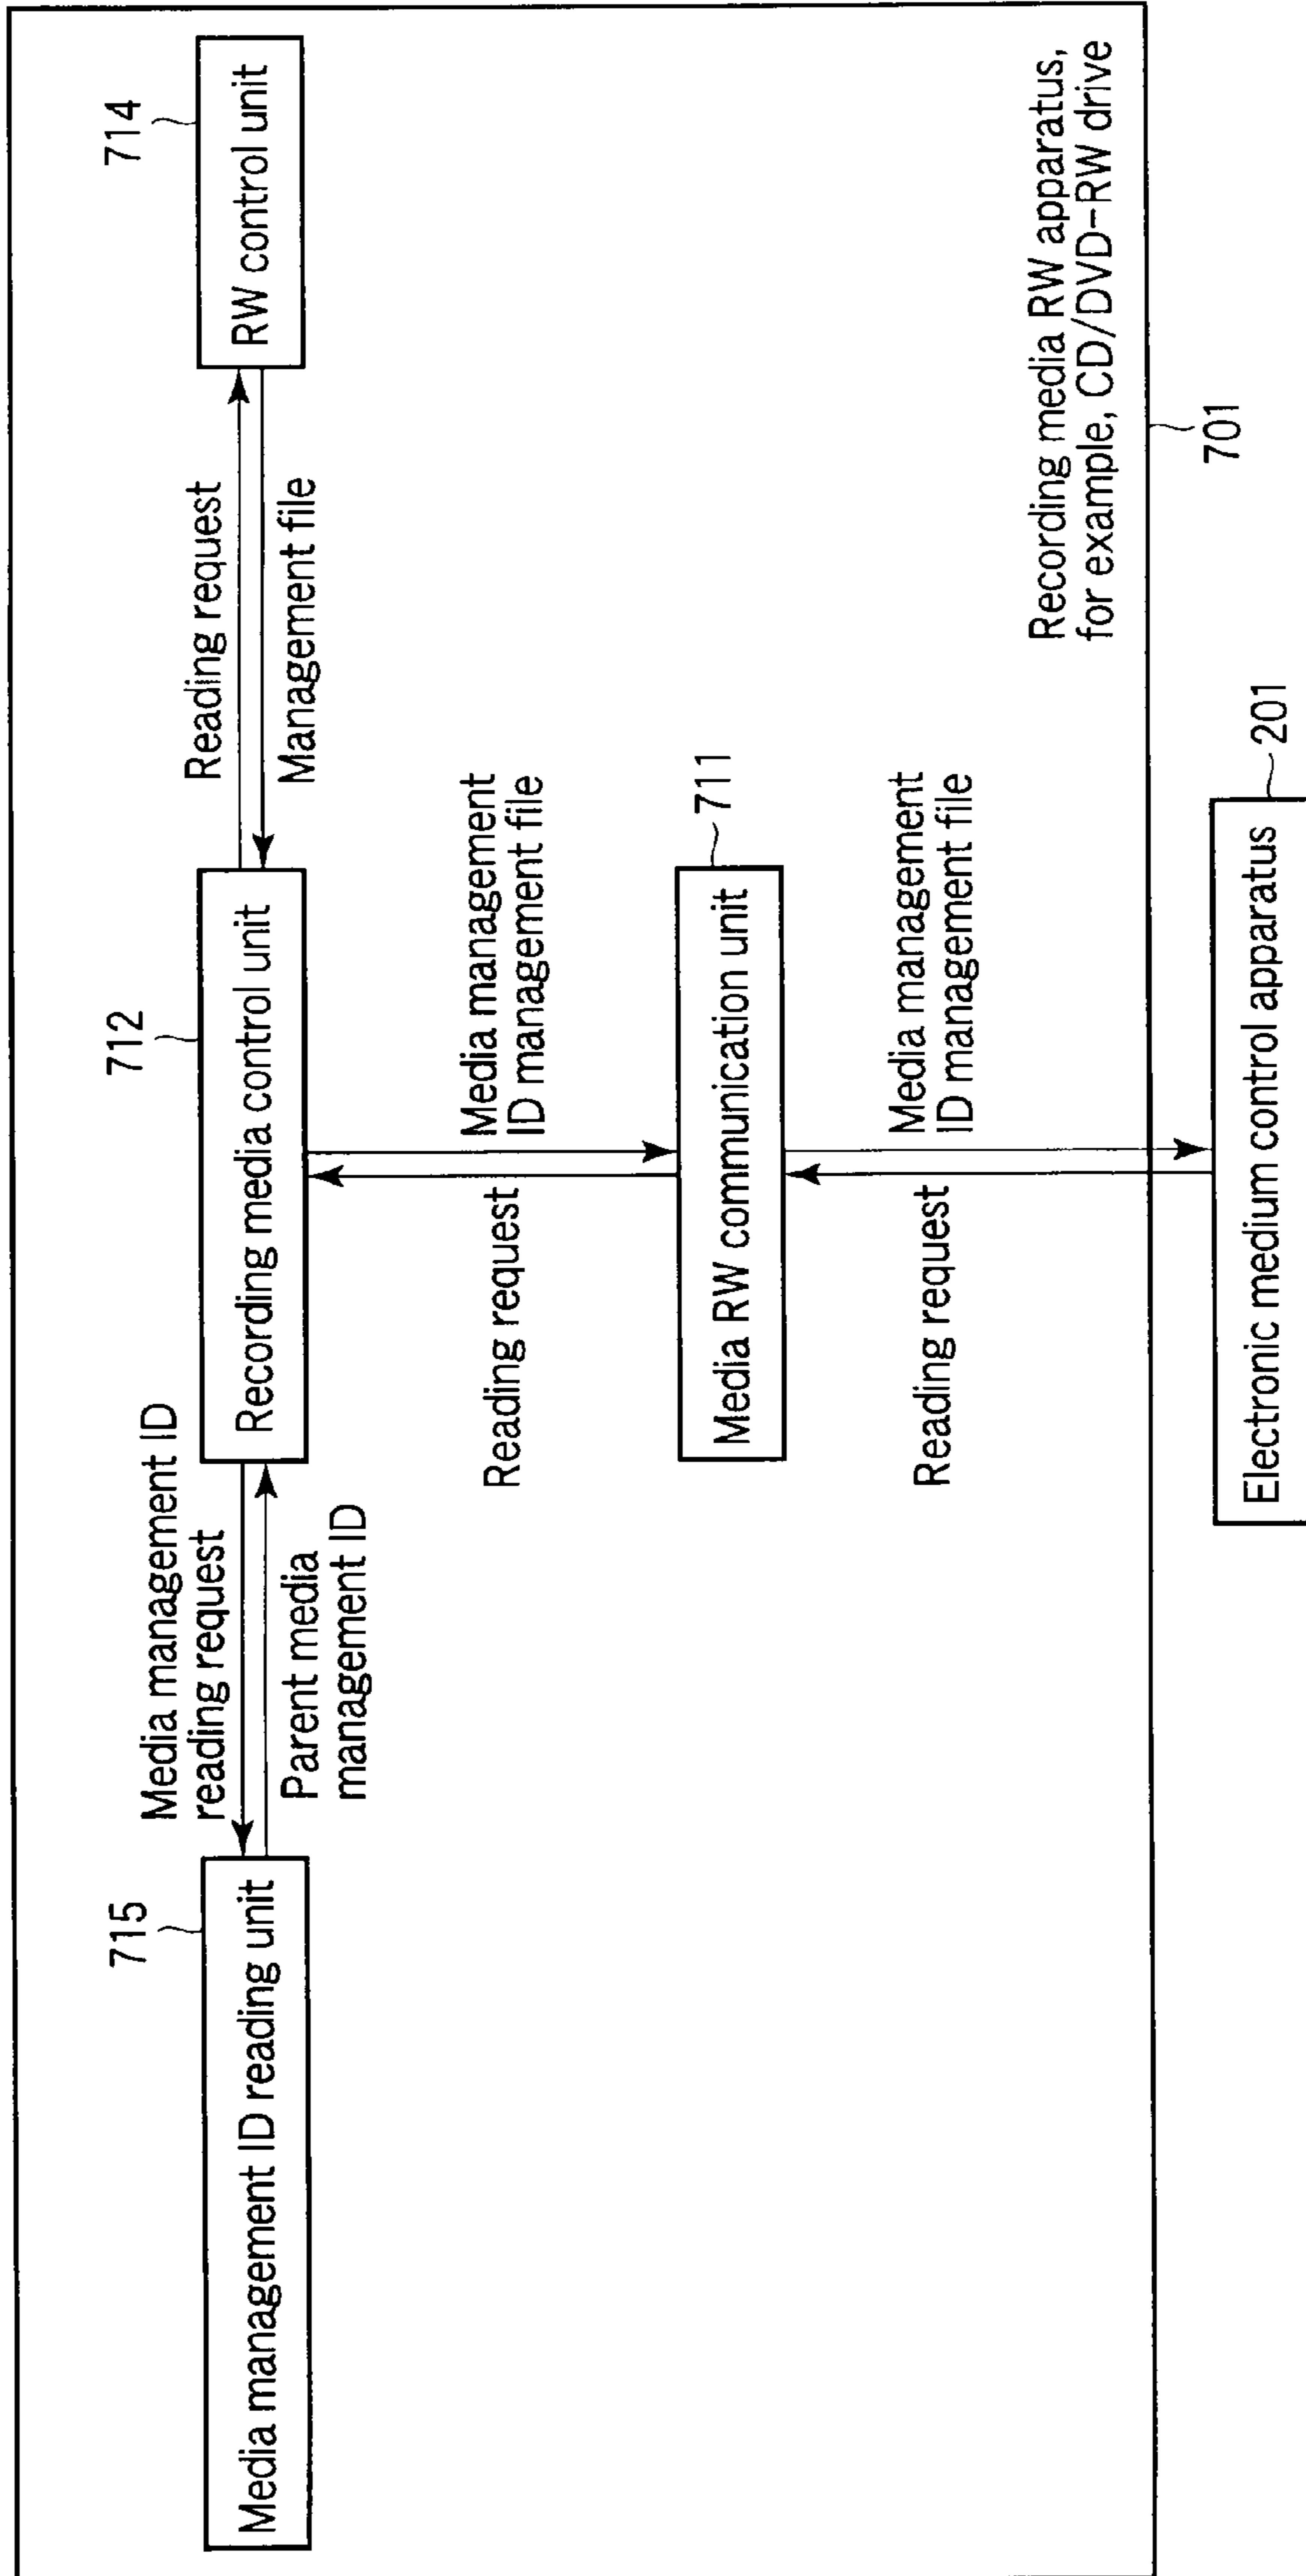 715
Media management ID reading unit
Media management ID
reading request
Parent media
management ID
712
Recording media control unit
Reading request
Management file
714
RW control unit
Reading request
Media management
ID management file
711
Media RW communication unit
Reading request
Media management
ID management file
Recording media RW apparatus,
for example, CD/DVD-RW drive
701
201
Electronic medium control apparatus